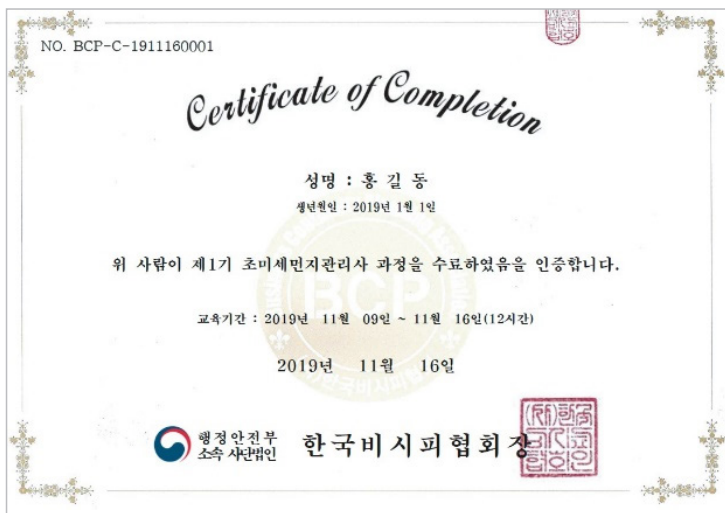 NO. BCP-C-1911160001
Certificate of Completion
성명 : 홍 길 동
생년월일 : 2019년 1월 1일
위 사람이 제1기 초미세먼지관리사 과정을 수료하였음을 인증합니다.
BCP
교육기간 : 2019년 11월 09일 ~ 11월 16일(12시간)
2019년 11월 16일
행정안전부
소속 사단법인
한국비시피협회장